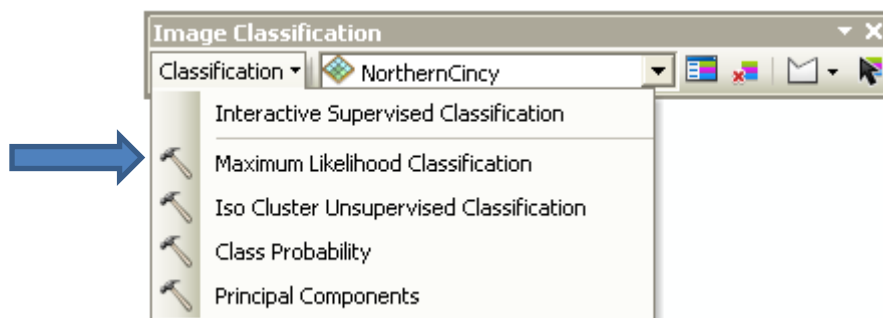 Image Classification
Classification NorthernCincy
Interactive Supervised Classification
Maximum Likelihood Classification
Iso Cluster Unsupervised Classification
Class Probability
Principal Components